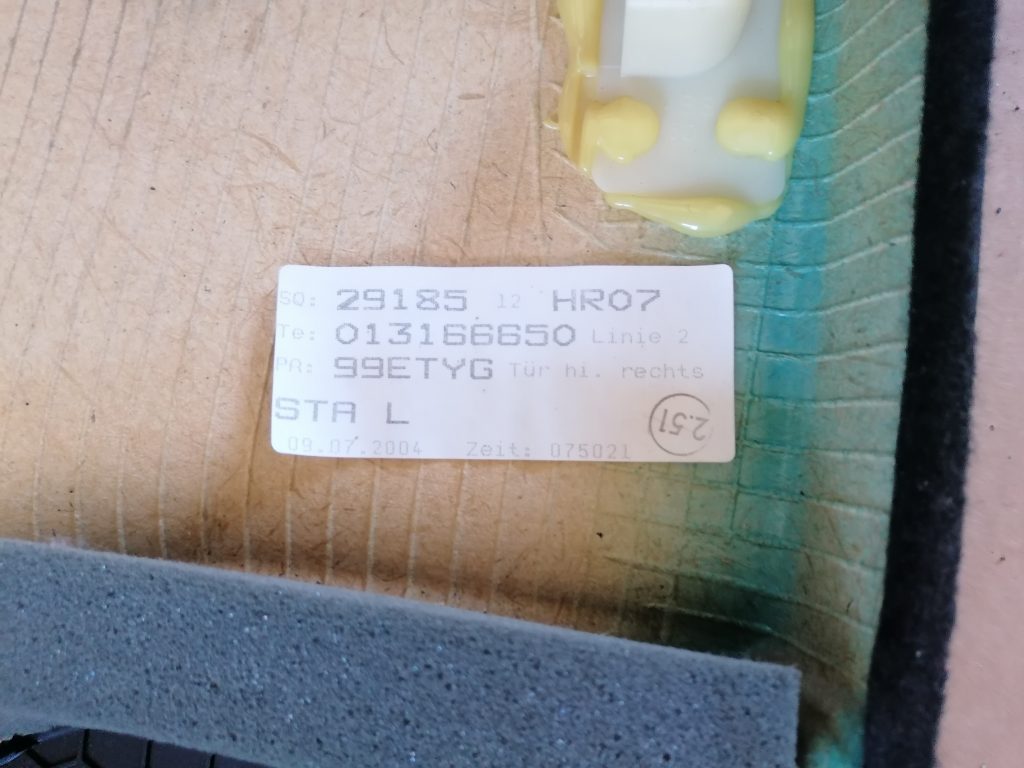 SQ: 29185 12 HR07
Te: 013166650 Linie 2
PR: 99ETYG Tür hi. rechts
STA L
2.51
09.07.2004 Zeit: 075021